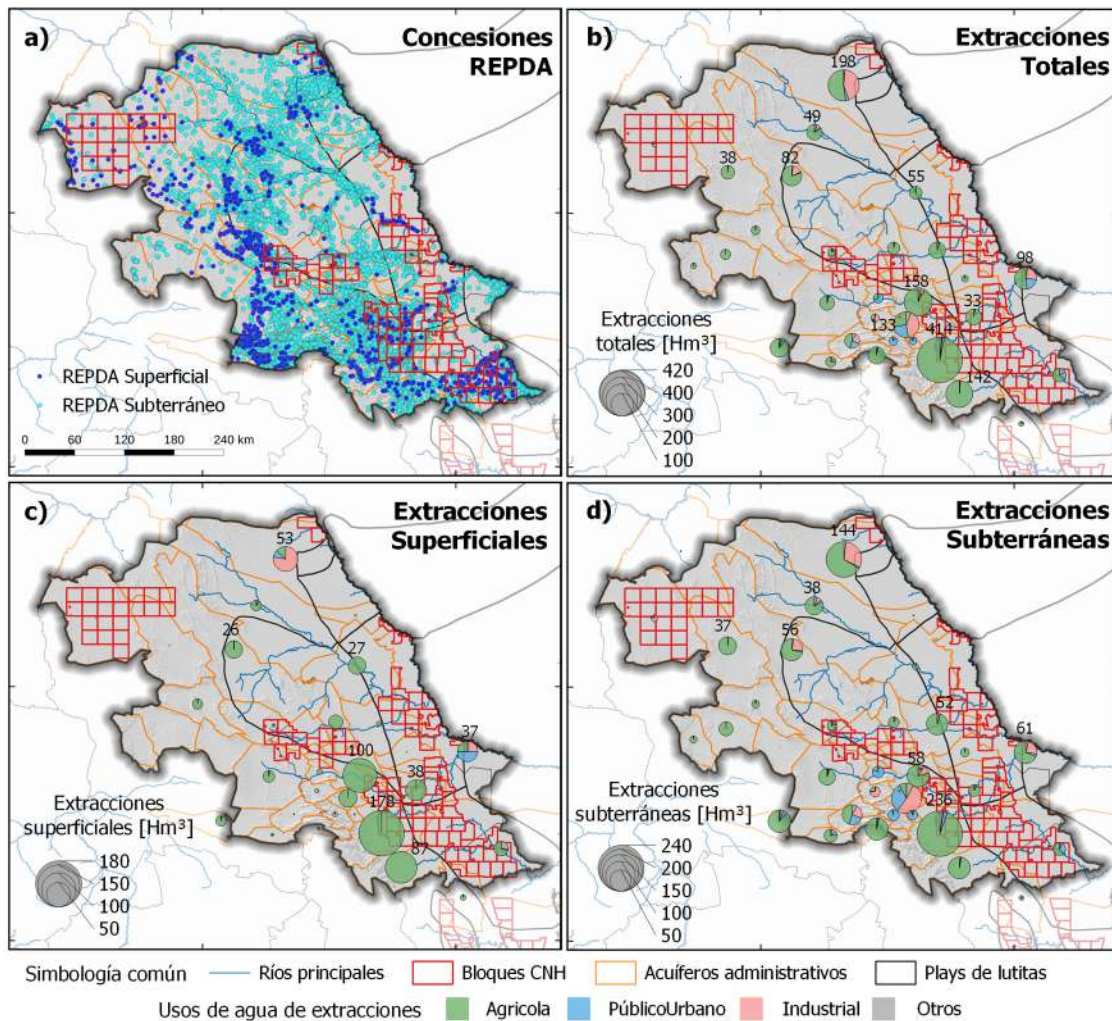 a)
Concesiones
REPDA
REPDA Superficial
REPDA Subterráneo
0 60 120 180 240 km
b)
Extracciones
Totales
198
49
38
82
55
98
158
33
133
414
142
Extracciones
totales [Hm³]
420
400
300
200
100
c)
Extracciones
Superficiales
53
26
27
37
100
38
178
87
Extracciones
superficiales [Hm³]
180
150
100
50
d)
Extracciones
Subterráneas
144
38
37
56
52
61
58
236
Extracciones
subterráneas [Hm³]
240
200
150
100
50
Simbología común Ríos principales Bloques CNH Acuíferos administrativos Plays de lutitas
Usos de agua de extracciones Agricola PúblicoUrbano Industrial Otros